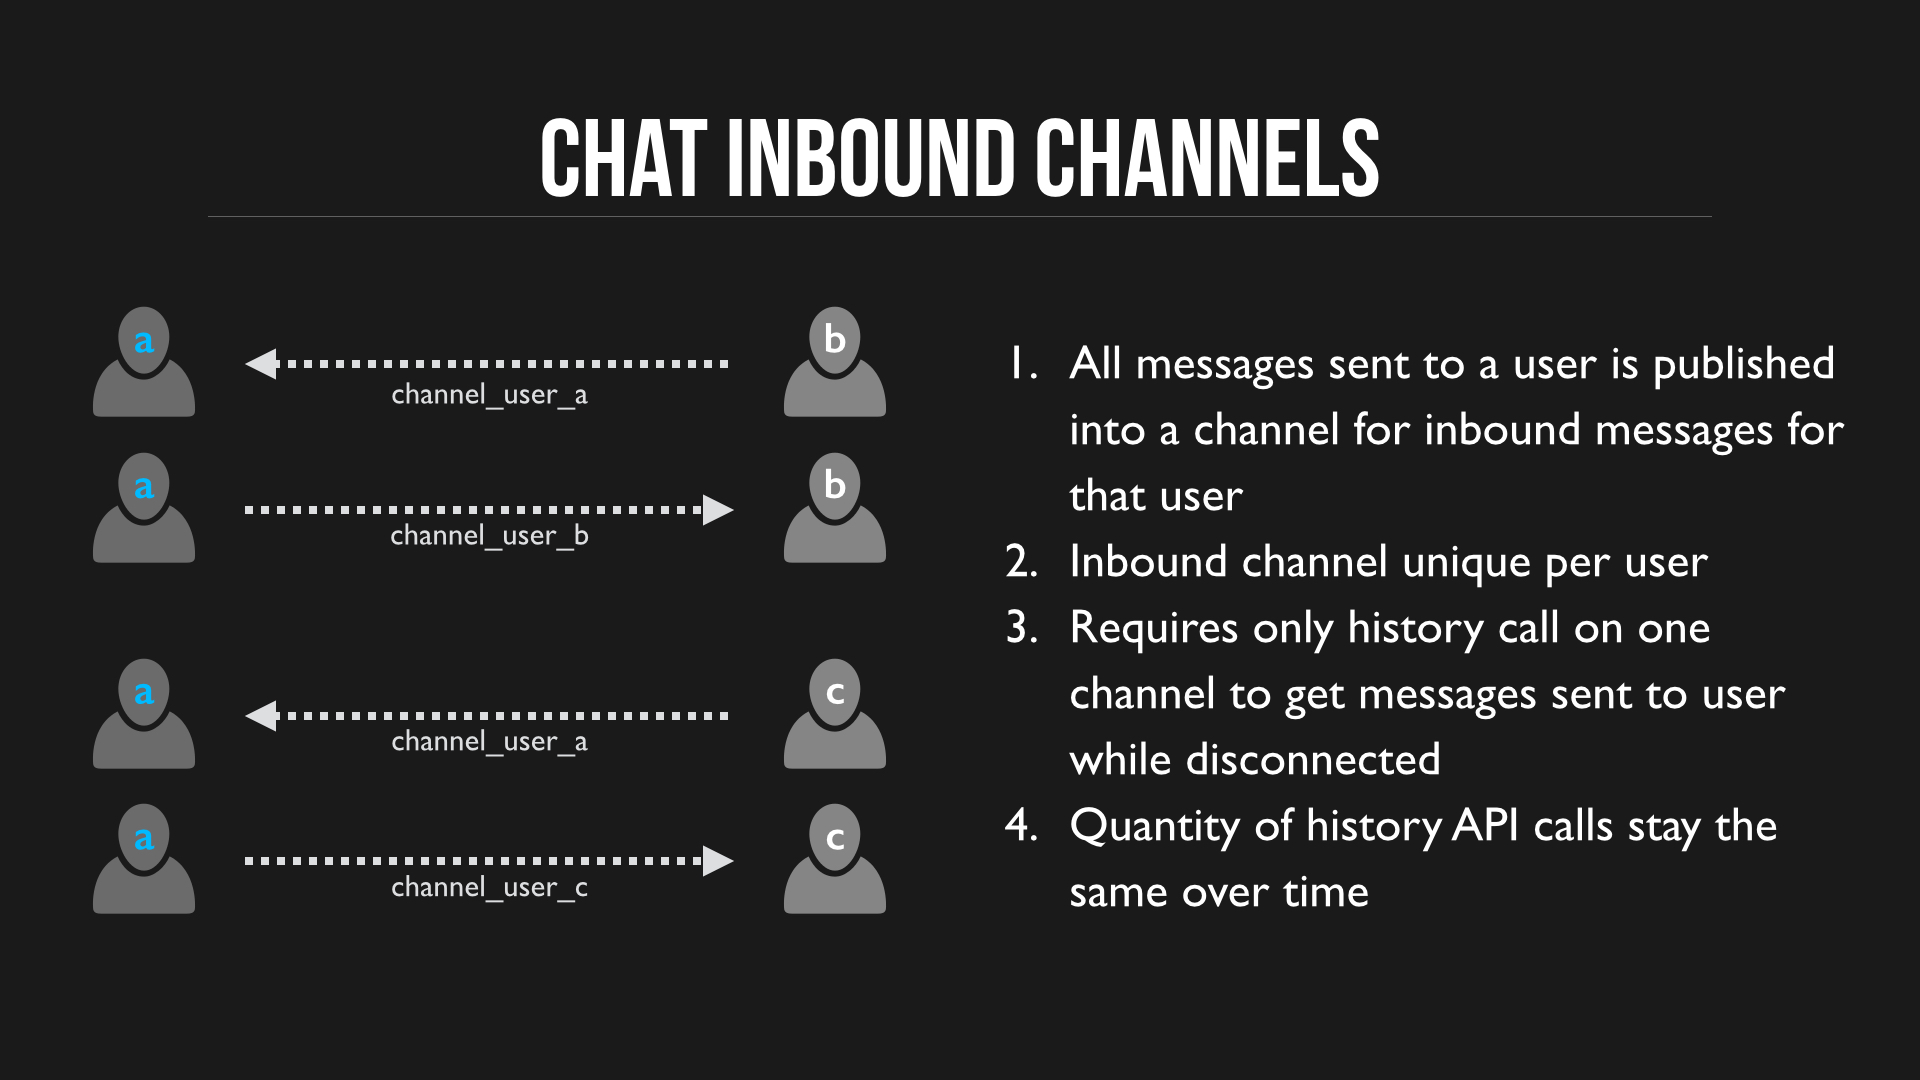 CHAT INBOUND CHANNELS
a
b
channel_user_a
a
b
channel_user_b
a
c
channel_user_a
a
c
channel_user_c
1. All messages sent to a user is published
into a channel for inbound messages for
that user
2. Inbound channel unique per user
3. Requires only history call on one
channel to get messages sent to user
while disconnected
4. Quantity of history API calls stay the
same over time